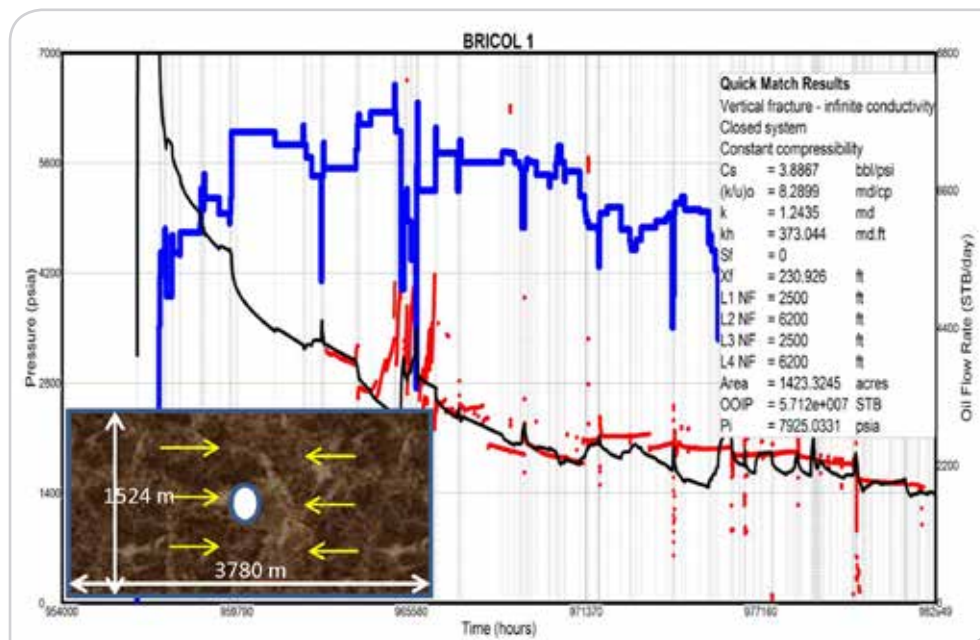 BRICOL 1
7000
5600
4200
2800
1400
0
Pressure (psia)
8800
6600
4400
2200
Oil Flow Rate (STB/day)
954000
959790
965580
971370
977160
982949
Time (hours)
Quick Match Results
Vertical fracture - infinite conductivity
Closed system
Constant compressibility
Cs = 3.8867 bbl/psi
(k/u)o = 8.2899 md/cp
k = 1.2435 md
kh = 373.044 md.ft
Sf = 0
Xf = 230.926 ft
L1 NF = 2500 ft
L2 NF = 6200 ft
L3 NF = 2500 ft
L4 NF = 6200 ft
Area = 1423.3245 acres
OOIP = 5.712e+007 STB
Pi = 7925.0331 psia
1524 m
3780 m